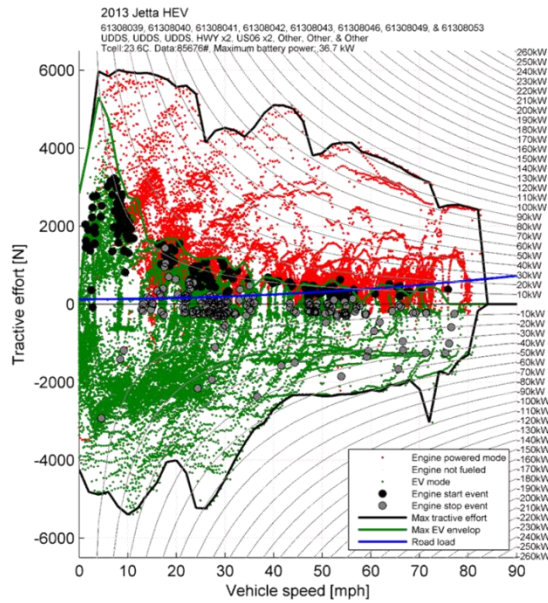 2013 Jetta HEV
61308039, 61308040, 61308041, 61308042, 61308043, 61308046, 61308049, & 61308053
UDDS, UDDS, UDDS, HWY x2, US06 x2, Other, Other, & Other
Tcell:23.6C. Data:85676#, Maximum battery power: 36.7 kW
6000
4000
2000
0
-2000
-4000
-6000
Tractive effort [N]
260kW
250kW
240kW
230kW
220kW
210kW
200kW
190kW
180kW
170kW
160kW
150kW
140kW
130kW
120kW
110kW
100kW
90kW
80kW
70kW
60kW
50kW
40kW
30kW
20kW
10kW
-10kW
-20kW
-30kW
-40kW
-50kW
-60kW
-70kW
-80kW
-90kW
-100kW
-110kW
-120kW
-130kW
-140kW
-150kW
-160kW
-170kW
-180kW
-190kW
-200kW
-210kW
-220kW
-230kW
-240kW
-250kW
-260kW
Engine powered mode
Engine not fueled
EV mode
Engine start event
Engine stop event
Max tractive effort
Max EV envelop
Road load
0 10 20 30 40 50 60 70 80 90
Vehicle speed [mph]